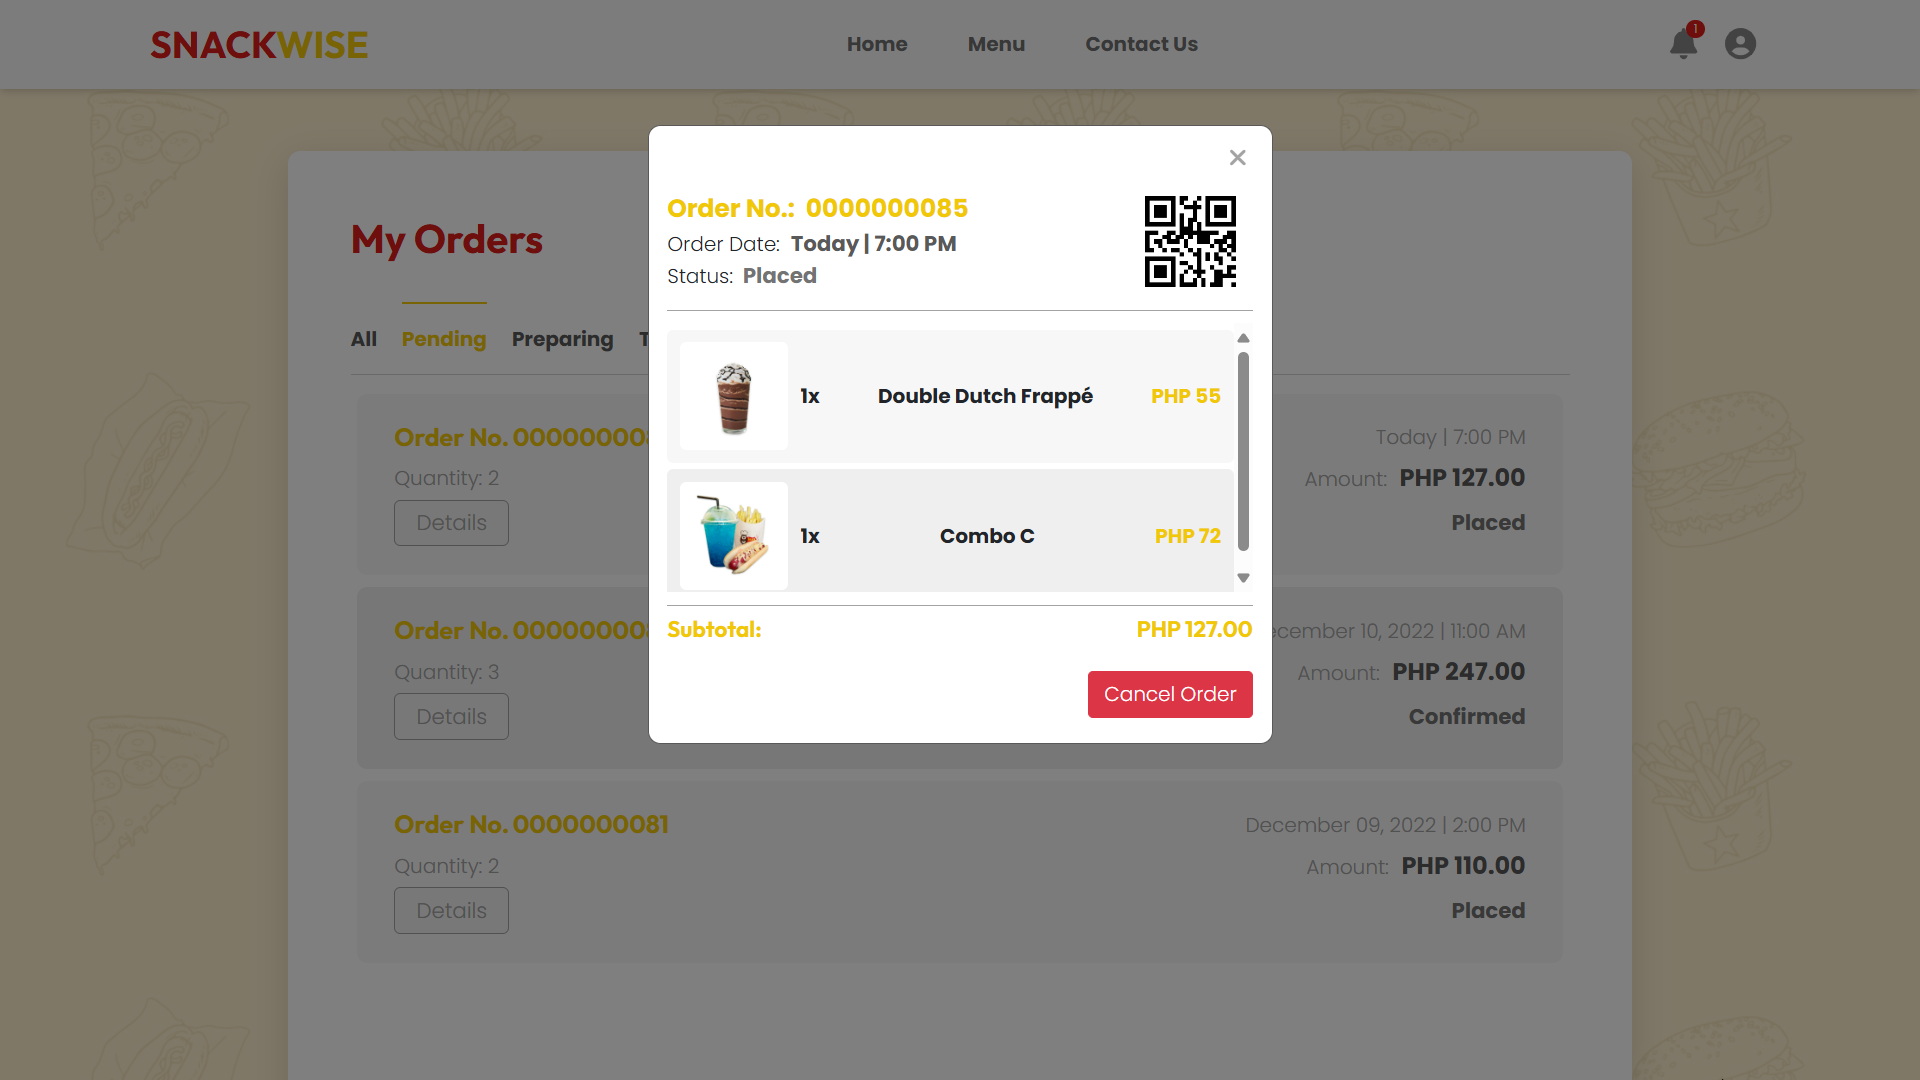 SNACKWISE
Home
Menu
Contact Us
1
My Orders
All
Pending
Preparing
Order No.: 0000000085
Order Date: Today | 7:00 PM
Status: Placed
1x Double Dutch Frappé PHP 55
1x Combo C PHP 72
Subtotal: PHP 127.00
Cancel Order
Order No.
Quantity: 2
Details
Today | 7:00 PM
Amount: PHP 127.00
Placed
Order No.
Quantity: 3
Details
10, 2022 | 11:00 AM
Amount: PHP 247.00
Confirmed
Order No. 0000000081
Quantity: 2
Details
December 09, 2022 | 2:00 PM
Amount: PHP 110.00
Placed